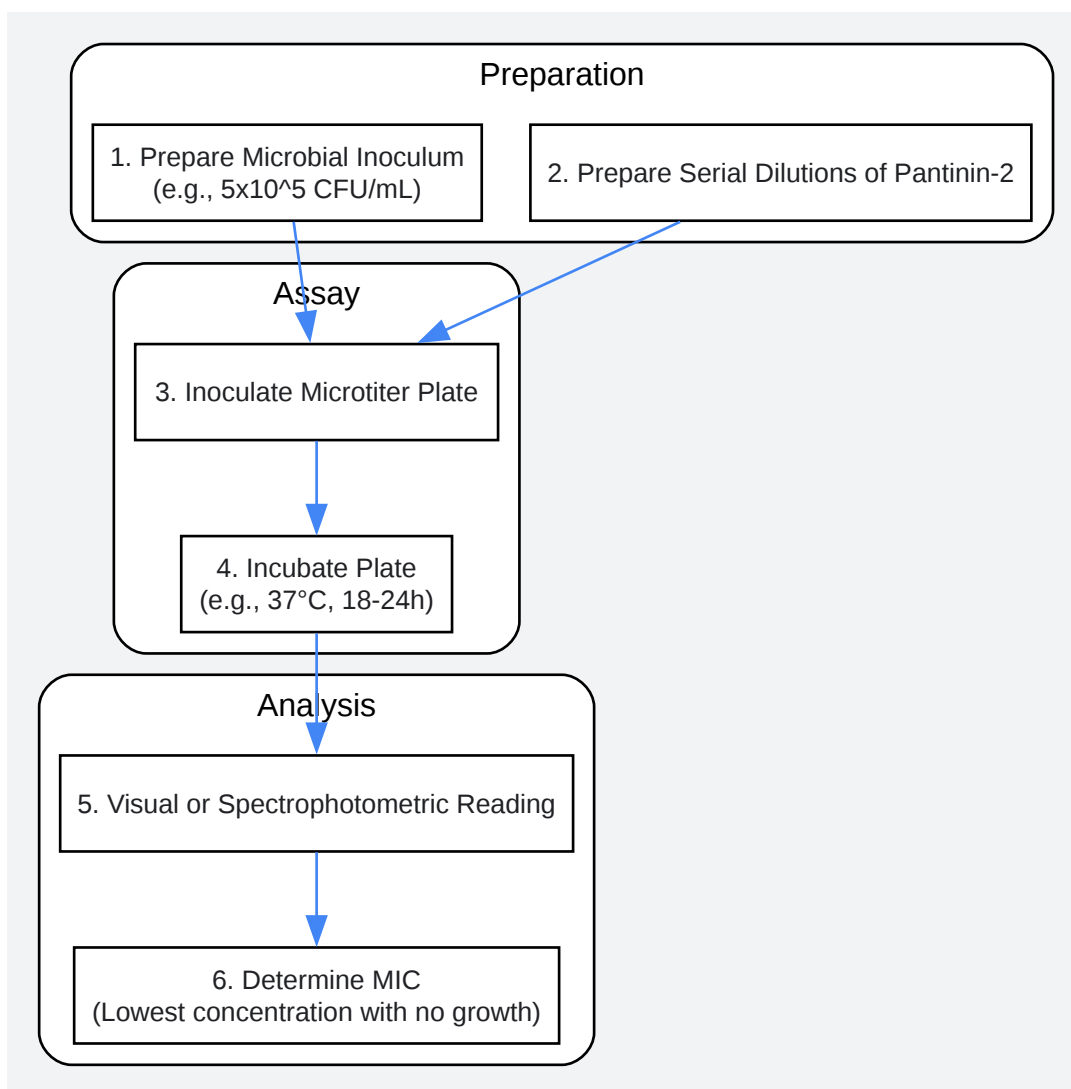 Preparation
1. Prepare Microbial Inoculum
(e.g., 5x10^5 CFU/mL)
2. Prepare Serial Dilutions of Pantinin-2
Assay
3. Inoculate Microtiter Plate
4. Incubate Plate
(e.g., 37°C, 18-24h)
Analysis
5. Visual or Spectrophotometric Reading
6. Determine MIC
(Lowest concentration with no growth)